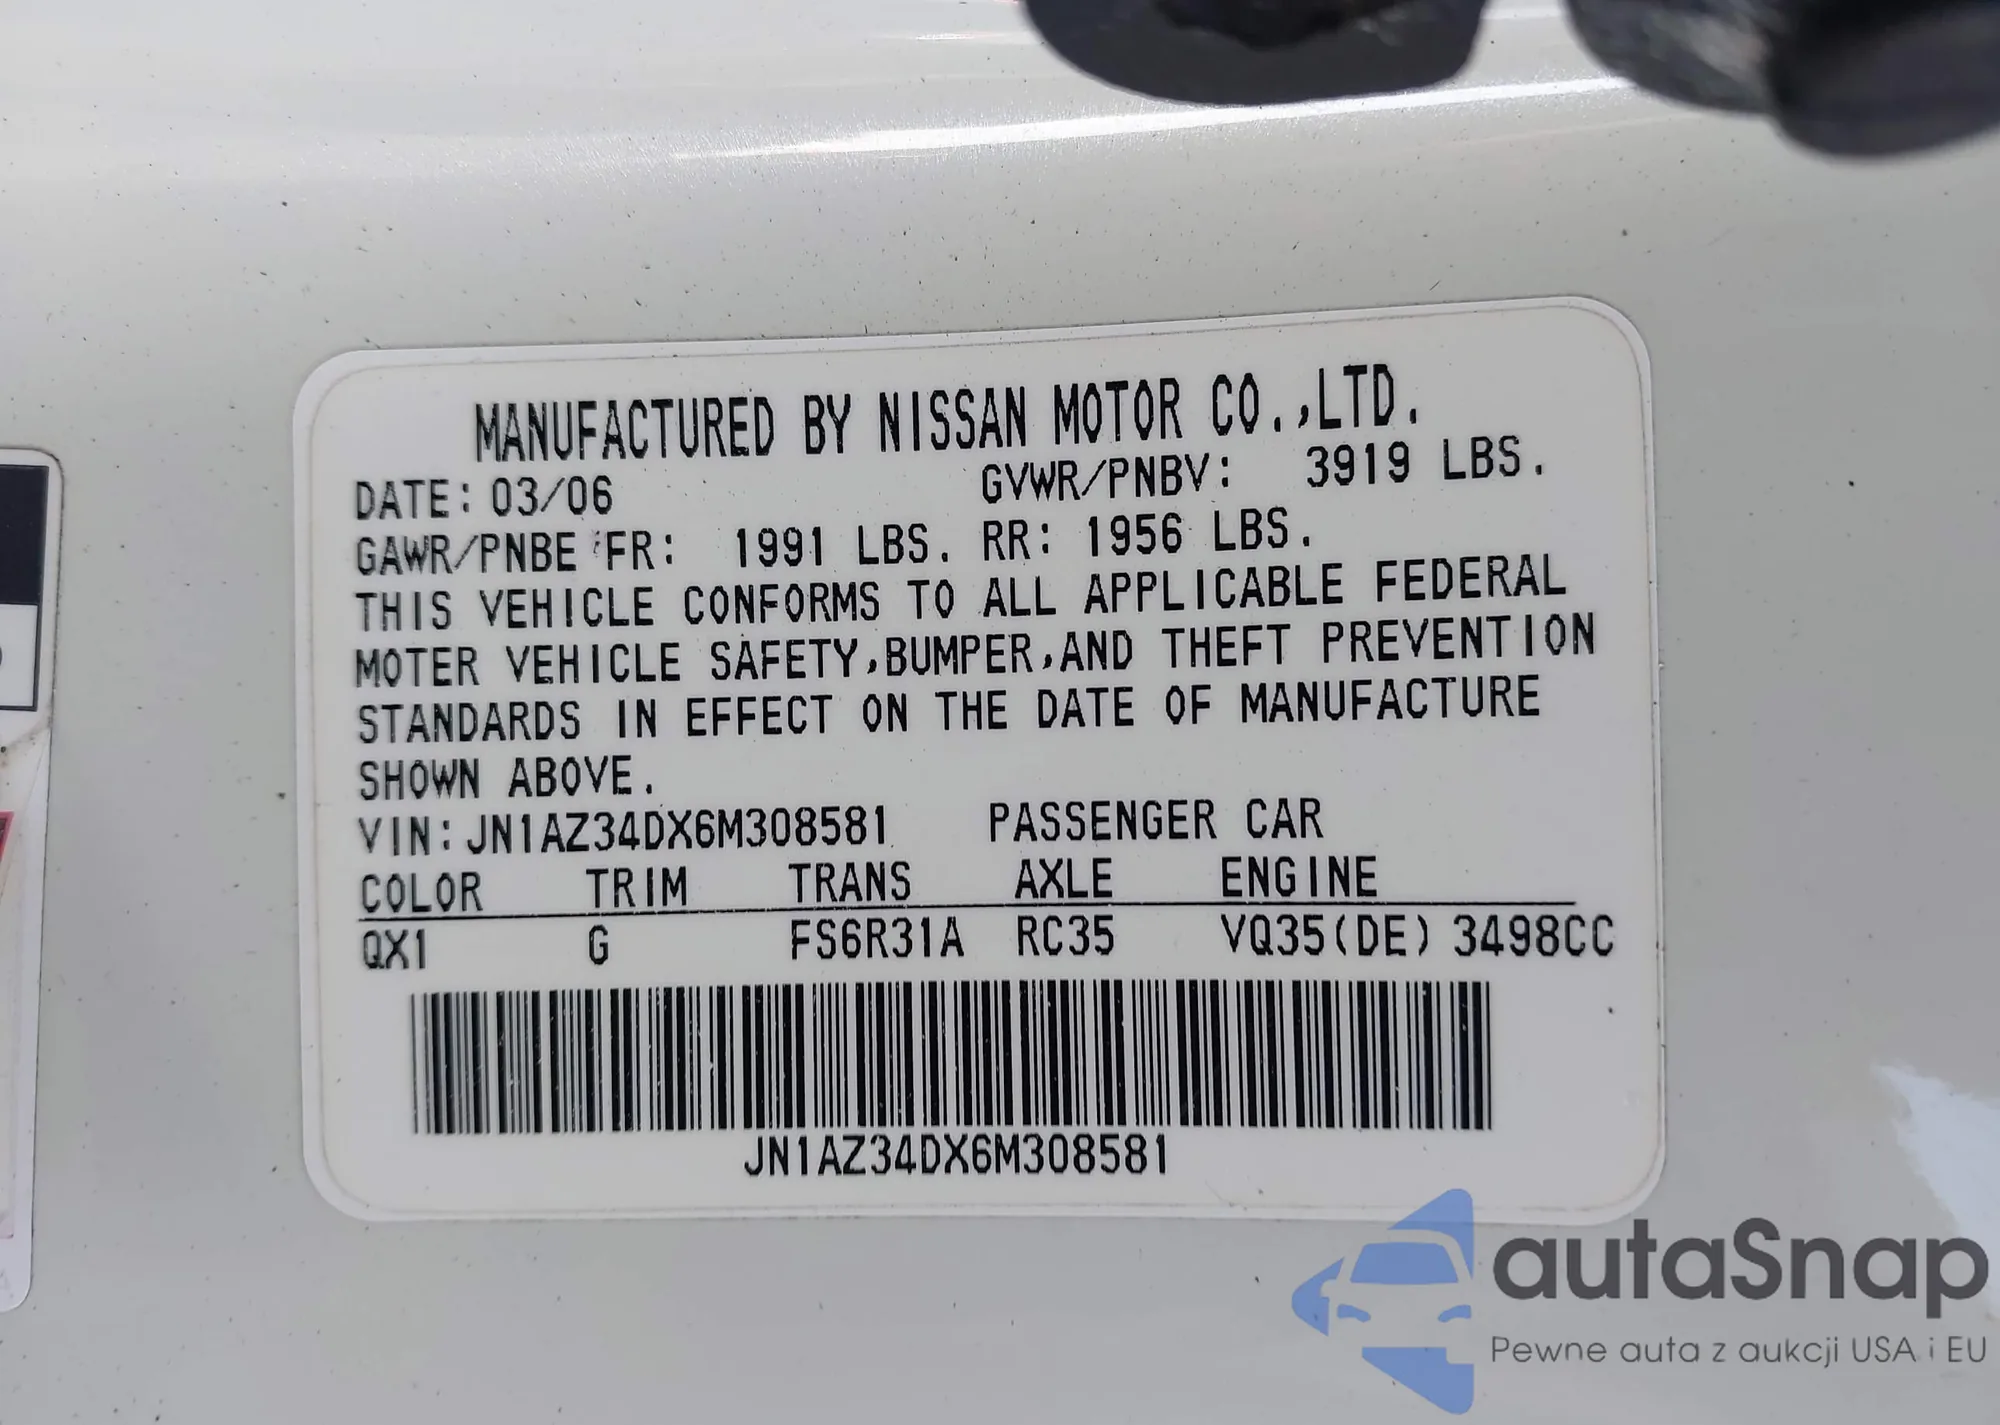 MANUFACTURED BY NISSAN MOTOR CO.,LTD.
DATE: 03/06 GVWR/PNBV: 3919 LBS.
GAWR/PNBE FR: 1991 LBS. RR: 1956 LBS.
THIS VEHICLE CONFORMS TO ALL APPLICABLE FEDERAL
MOTER VEHICLE SAFETY,BUMPER,AND THEFT PREVENTION
STANDARDS IN EFFECT ON THE DATE OF MANUFACTURE
SHOWN ABOVE.
VIN: JN1AZ34DX6M308581 PASSENGER CAR
COLOR TRIM TRANS AXLE ENGINE
QX1 G FS6R31A RC35 VQ35(DE) 3498CC
JN1AZ34DX6M308581
autaSnap
Pewne auta z aukcji USA i EU